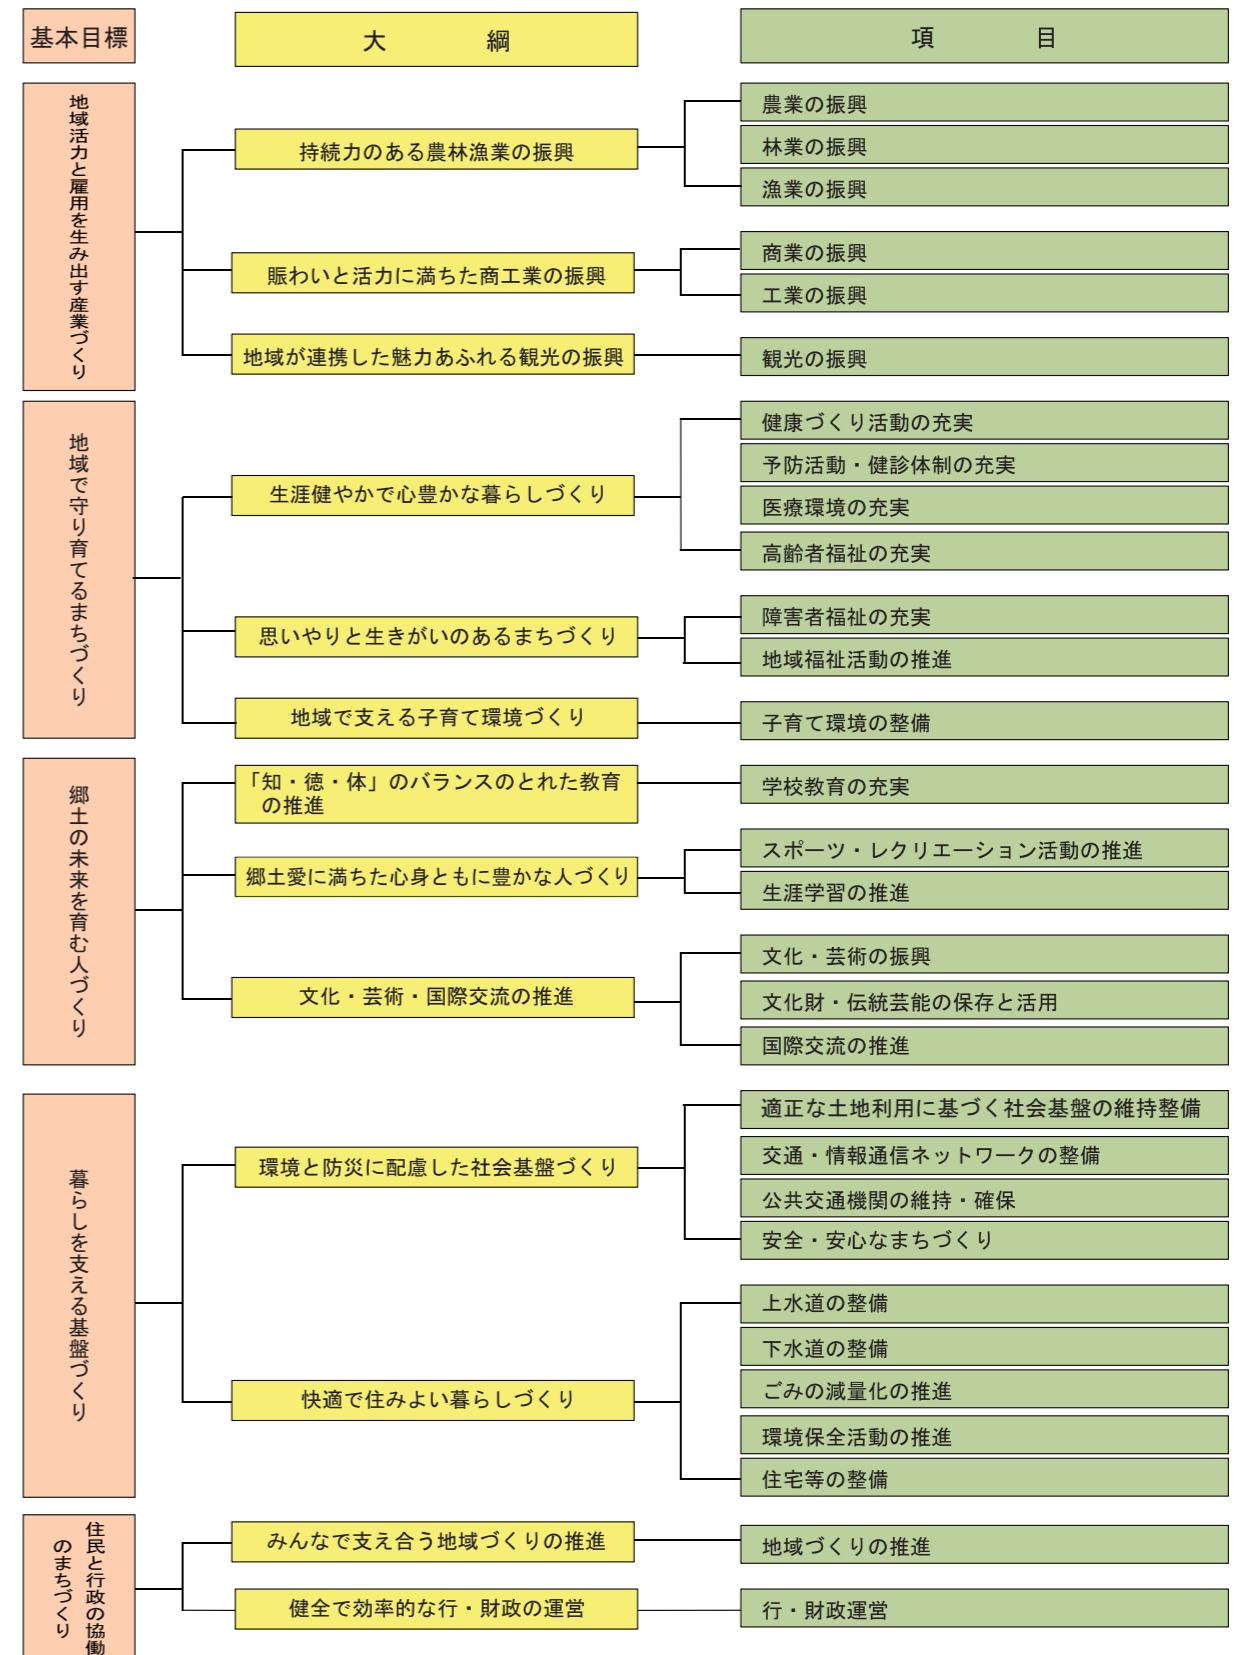 基本目標
大 綱
項 目
地域活力と雇用を生み出す産業づくり
持続力のある農林漁業の振興
農業の振興
林業の振興
漁業の振興
賑わいと活力に満ちた商工業の振興
商業の振興
工業の振興
地域が連携した魅力あふれる観光の振興
観光の振興
地域で守り育てるまちづくり
生涯健やかで心豊かな暮らしづくり
健康づくり活動の充実
予防活動・健診体制の充実
医療環境の充実
高齢者福祉の充実
思いやりと生きがいのあるまちづくり
障害者福祉の充実
地域福祉活動の推進
地域で支える子育て環境づくり
子育て環境の整備
郷土の未来を育む人づくり
「知・徳・体」のバランスのとれた教育
の推進
学校教育の充実
郷土愛に満ちた心身ともに豊かな人づくり
スポーツ・レクリエーション活動の推進
生涯学習の推進
文化・芸術・国際交流の推進
文化・芸術の振興
文化財・伝統芸能の保存と活用
国際交流の推進
暮らしを支える基盤づくり
環境と防災に配慮した社会基盤づくり
適正な土地利用に基づく社会基盤の維持整備
交通・情報通信ネットワークの整備
公共交通機関の維持・確保
安全・安心なまちづくり
快適で住みよい暮らしづくり
上水道の整備
下水道の整備
ごみの減量化の推進
環境保全活動の推進
住宅等の整備
住民と行政の協働
のまちづくり
みんなで支え合う地域づくりの推進
地域づくりの推進
健全で効率的な行・財政の運営
行・財政運営